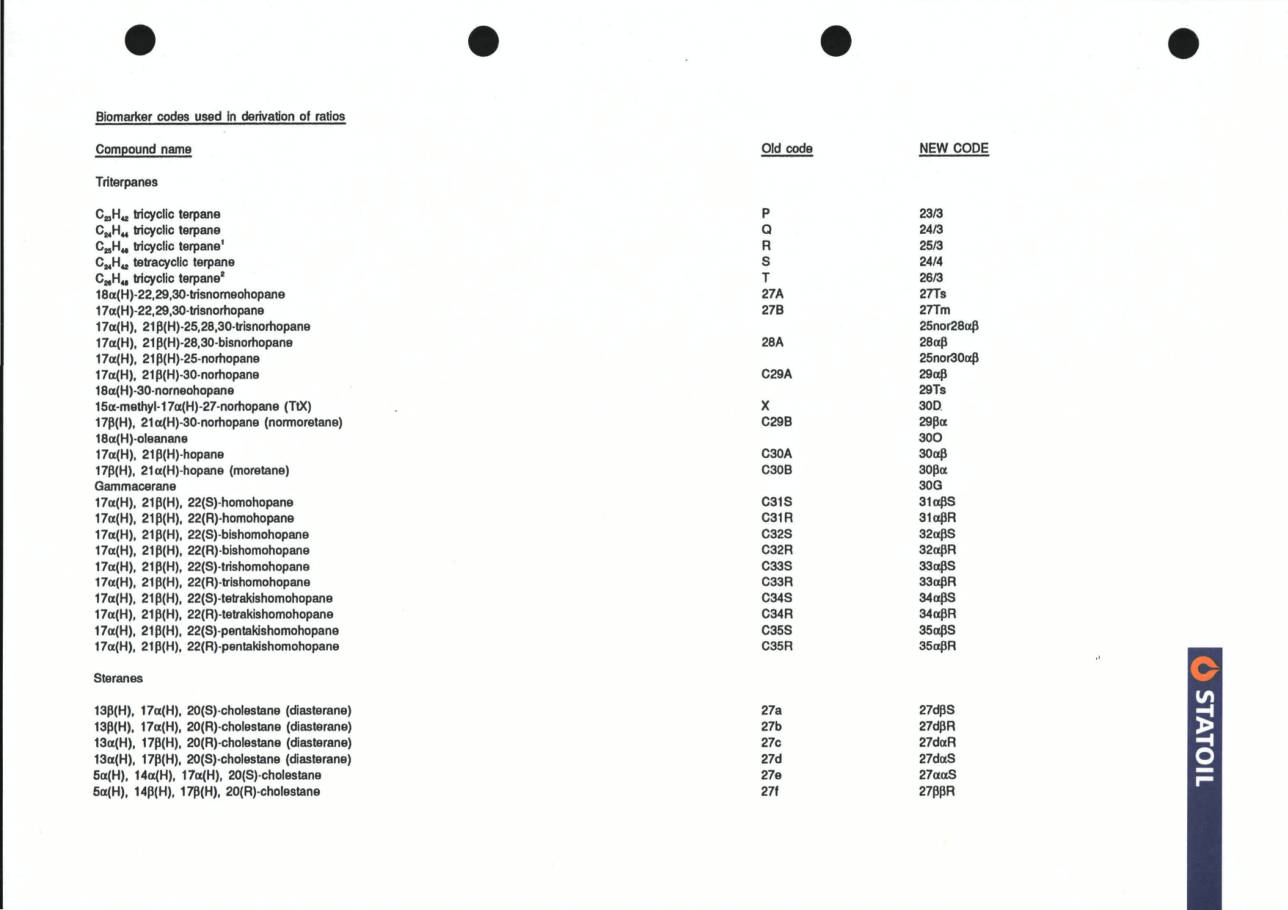 Biomarker codes used in derivation of ratios
Compound name Old code NEW CODE
Triterpanes
C₂₃H₄₂ tricyclic terpane P 23/3
C₂₄H₄₄ tricyclic terpane Q 24/3
C₂₅H₄₆ tricyclic terpane¹ R 25/3
C₂₄H₄₂ tetracyclic terpane S 24/4
C₂₆H₄₈ tricyclic terpane² T 26/3
18α(H)-22,29,30-trisnorneohopane 27A 27Ts
17α(H)-22,29,30-trisnorhopane 27B 27Tm
17α(H), 21β(H)-25,28,30-trisnorhopane 25nor28αβ
17α(H), 21β(H)-28,30-bisnorhopane 28A 28αβ
17α(H), 21β(H)-25-norhopane 25nor30αβ
17α(H), 21β(H)-30-norhopane C29A 29αβ
18α(H)-30-norneohopane 29Ts
15α-methyl-17α(H)-27-norhopane (TtX) X 30D
17β(H), 21α(H)-30-norhopane (normoretane) C29B 29βα
18α(H)-oleanane 30O
17α(H), 21β(H)-hopane C30A 30αβ
17β(H), 21α(H)-hopane (moretane) C30B 30βα
Gammacerane 30G
17α(H), 21β(H), 22(S)-homohopane C31S 31αβS
17α(H), 21β(H), 22(R)-homohopane C31R 31αβR
17α(H), 21β(H), 22(S)-bishomohopane C32S 32αβS
17α(H), 21β(H), 22(R)-bishomohopane C32R 32αβR
17α(H), 21β(H), 22(S)-trishomohopane C33S 33αβS
17α(H), 21β(H), 22(R)-trishomohopane C33R 33αβR
17α(H), 21β(H), 22(S)-tetrakishomohopane C34S 34αβS
17α(H), 21β(H), 22(R)-tetrakishomohopane C34R 34αβR
17α(H), 21β(H), 22(S)-pentakishomohopane C35S 35αβS
17α(H), 21β(H), 22(R)-pentakishomohopane C35R 35αβR
Steranes
13β(H), 17α(H), 20(S)-cholestane (diasterane) 27a 27dβS
13β(H), 17α(H), 20(R)-cholestane (diasterane) 27b 27dβR
13α(H), 17β(H), 20(R)-cholestane (diasterane) 27c 27dαR
13α(H), 17β(H), 20(S)-cholestane (diasterane) 27d 27dαS
5α(H), 14α(H), 17α(H), 20(S)-cholestane 27e 27ααS
5α(H), 14β(H), 17β(H), 20(R)-cholestane 27f 27ββR
STATOIL